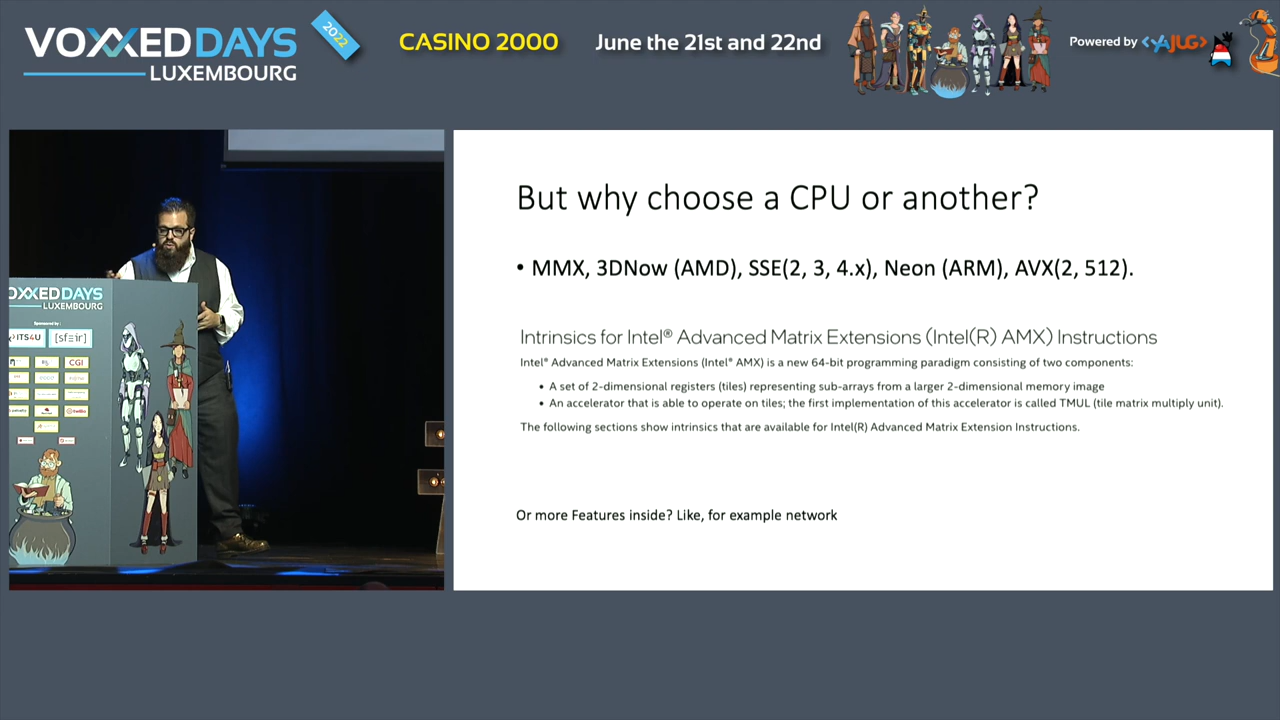 VOXXEDDAYS
LUXEMBOURG
2022
CASINO 2000
June the 21st and 22nd
Powered by <YAJUG>
But why choose a CPU or another?
• MMX, 3DNow (AMD), SSE(2, 3, 4.x), Neon (ARM), AVX(2, 512).
Intrinsics for Intel® Advanced Matrix Extensions (Intel(R) AMX) Instructions
Intel® Advanced Matrix Extensions (Intel® AMX) is a new 64-bit programming paradigm consisting of two components:
• A set of 2-dimensional registers (tiles) representing sub-arrays from a larger 2-dimensional memory image
• An accelerator that is able to operate on tiles; the first implementation of this accelerator is called TMUL (tile matrix multiply unit).
The following sections show intrinsics that are available for Intel(R) Advanced Matrix Extension Instructions.
Or more Features inside? Like, for example network
OXXEDDAYS
LUXEMBOURG
Sponsored by :
ITS4U
[sfeir]
CGI